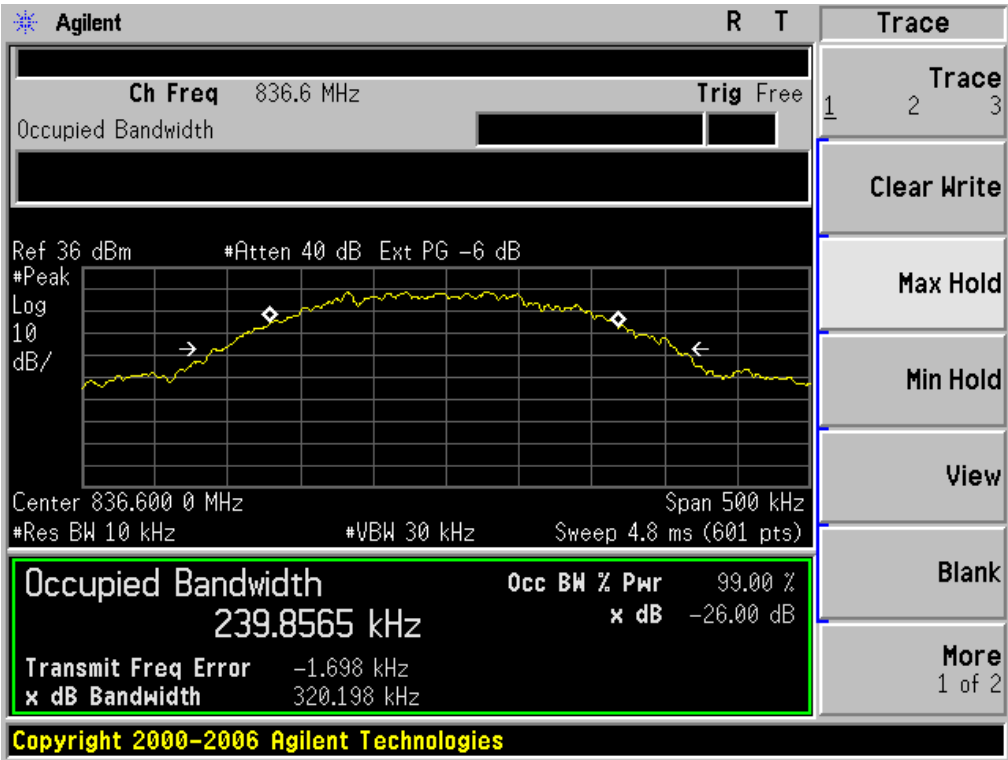 Agilent R T Trace
Ch Freq 836.6 MHz Trig Free
Occupied Bandwidth
Ref 36 dBm #Atten 40 dB Ext PG -6 dB
#Peak
Log
10
dB/
Center 836.600 0 MHz Span 500 kHz
#Res BW 10 kHz #VBW 30 kHz Sweep 4.8 ms (601 pts)
Occupied Bandwidth Occ BW % Pwr 99.00 %
239.8565 kHz x dB -26.00 dB
Transmit Freq Error -1.698 kHz
x dB Bandwidth 320.198 kHz
Copyright 2000-2006 Agilent Technologies
Trace
1 2 3
Clear Write
Max Hold
Min Hold
View
Blank
More
1 of 2